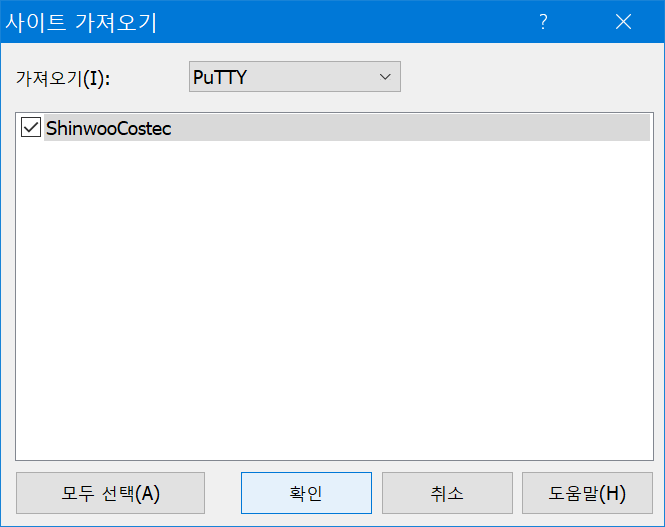 사이트 가져오기 ?
가져오기(I): PuTTY
ShinwooCostec
모두 선택(A) 확인 취소 도움말(H)